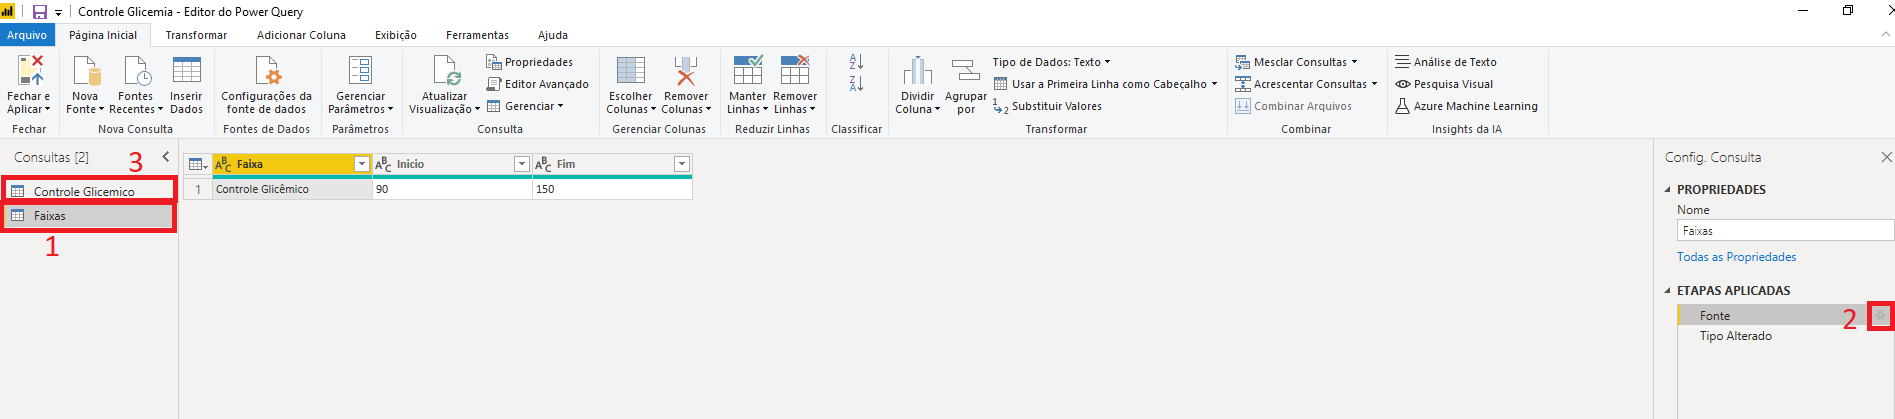 Controle Glicemia - Editor do Power Query
Arquivo Página Inicial Transformar Adicionar Coluna Exibição Ferramentas Ajuda
Fechar e Aplicar
Fechar
Nova Fonte
Fontes Recentes
Inserir Dados
Nova Consulta
Configurações da fonte de dados
Fontes de Dados
Gerenciar Parâmetros
Parâmetros
Atualizar Visualização
Propriedades
Editor Avançado
Gerenciar
Consulta
Escolher Colunas
Remover Colunas
Gerenciar Colunas
Manter Linhas
Remover Linhas
Reduzir Linhas
A Z
Z A
Classificar
Dividir Coluna
Agrupar por
Tipo de Dados: Texto
Usar a Primeira Linha como Cabeçalho
1 2 Substituir Valores
Transformar
Mesclar Consultas
Acrescentar Consultas
Combinar Arquivos
Combinar
Análise de Texto
Pesquisa Visual
Azure Machine Learning
Insights da IA
Consultas [2]
3
Controle Glicemico
Faixas
1
ABC Faixa ABC Inicio ABC Fim
1 Controle Glicêmico 90 150
Config. Consulta
PROPRIEDADES
Nome
Faixas
Todas as Propriedades
ETAPAS APLICADAS
Fonte
2
Tipo Alterado